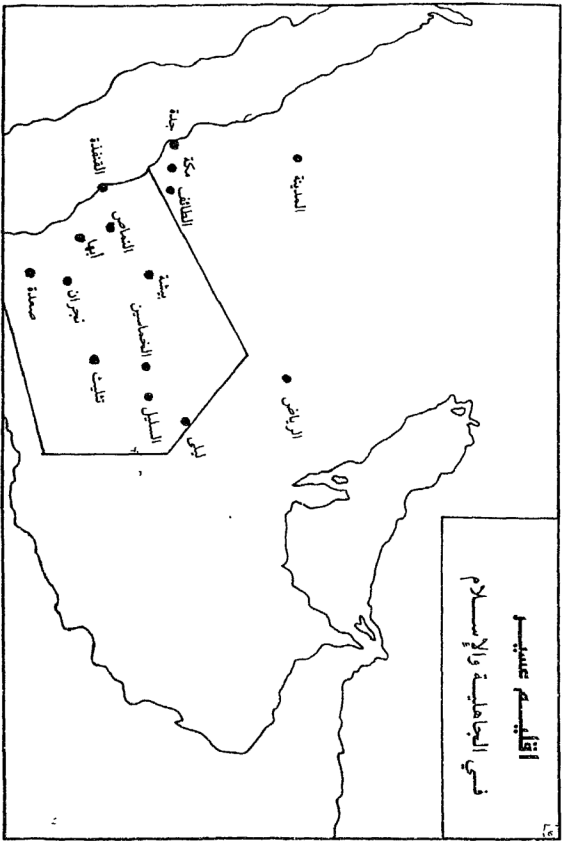 اقليم عسير
في الجاهلية والإسلام
المدينة
جدة
مكة
الطائف
القنفذة
النماص
أبها
بيشة
الخماسين
نجران
صعدة
تثليث
السليل
ليلى
الرياض